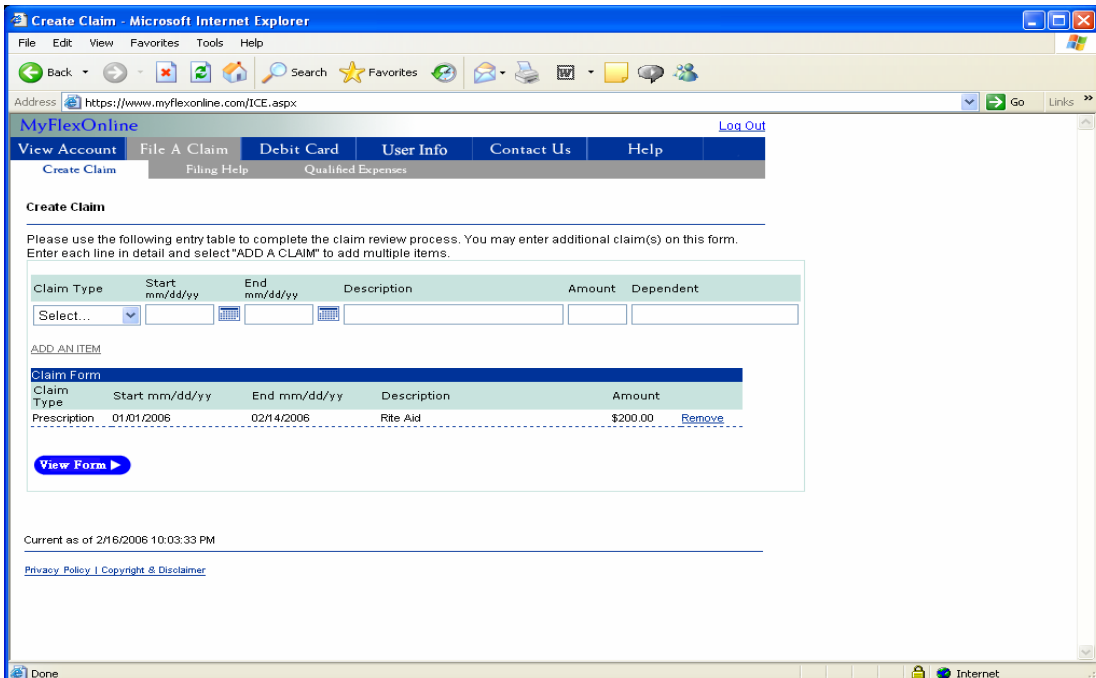 Create Claim - Microsoft Internet Explorer
File Edit View Favorites Tools Help
Back Search Favorites
Address https://www.myflexonline.com/ICE.aspx Go Links »
MyFlexOnline Log Out
View Account File A Claim Debit Card User Info Contact Us Help
Create Claim Filing Help Qualified Expenses
Create Claim
Please use the following entry table to complete the claim review process. You may enter additional claim(s) on this form.
Enter each line in detail and select "ADD A CLAIM" to add multiple items.
Claim Type Start mm/dd/yy End mm/dd/yy Description Amount Dependent
Select...
ADD AN ITEM
Claim Form
Claim Type Start mm/dd/yy End mm/dd/yy Description Amount
Prescription 01/01/2006 02/14/2006 Rite Aid $200.00 Remove
View Form
Current as of 2/16/2006 10:03:33 PM
Privacy Policy | Copyright & Disclaimer
Done Internet